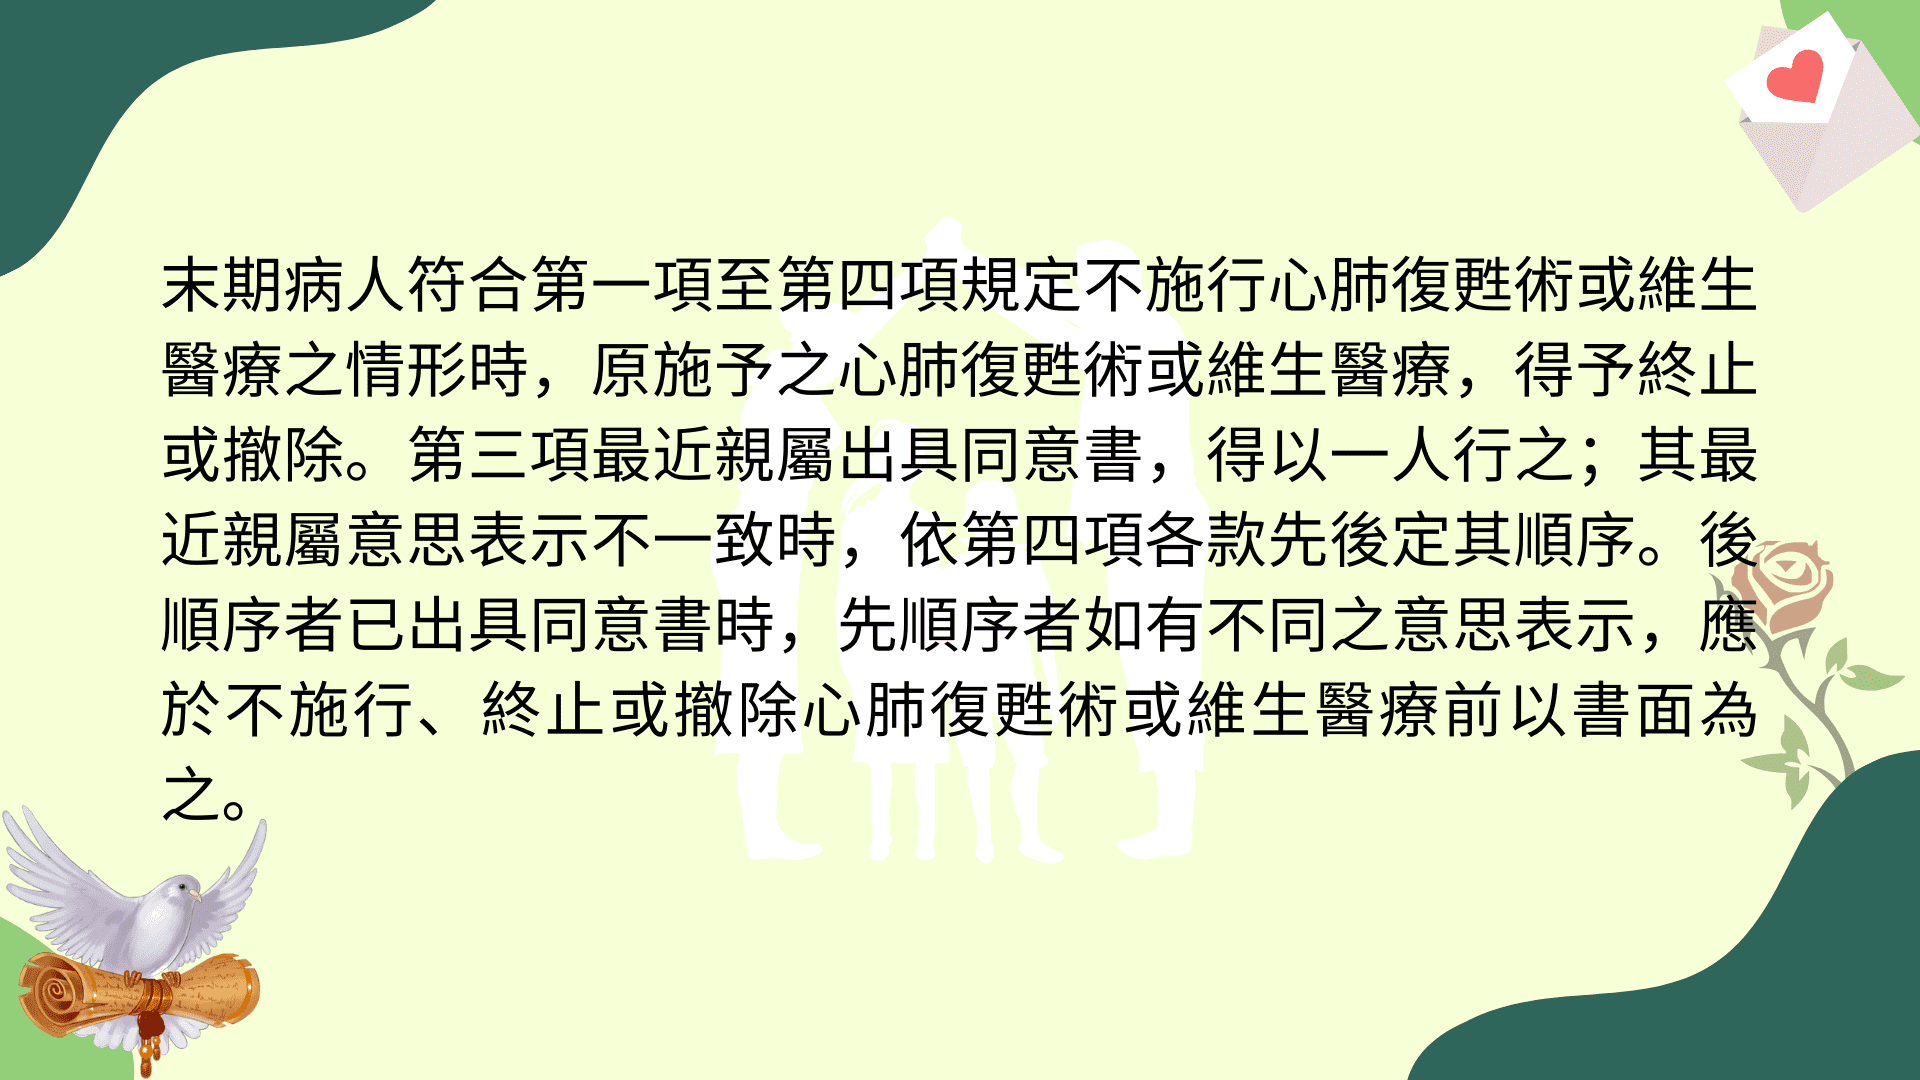 末期病人符合第一項至第四項規定不施行心肺復甦術或維生
醫療之情形時，原施予之心肺復甦術或維生醫療，得予終止
或撤除。第三項最近親屬出具同意書，得以一人行之；其最
近親屬意思表示不一致時，依第四項各款先後定其順序。後
順序者已出具同意書時，先順序者如有不同之意思表示，應
於不施行、終止或撤除心肺復甦術或維生醫療前以書面為
之。